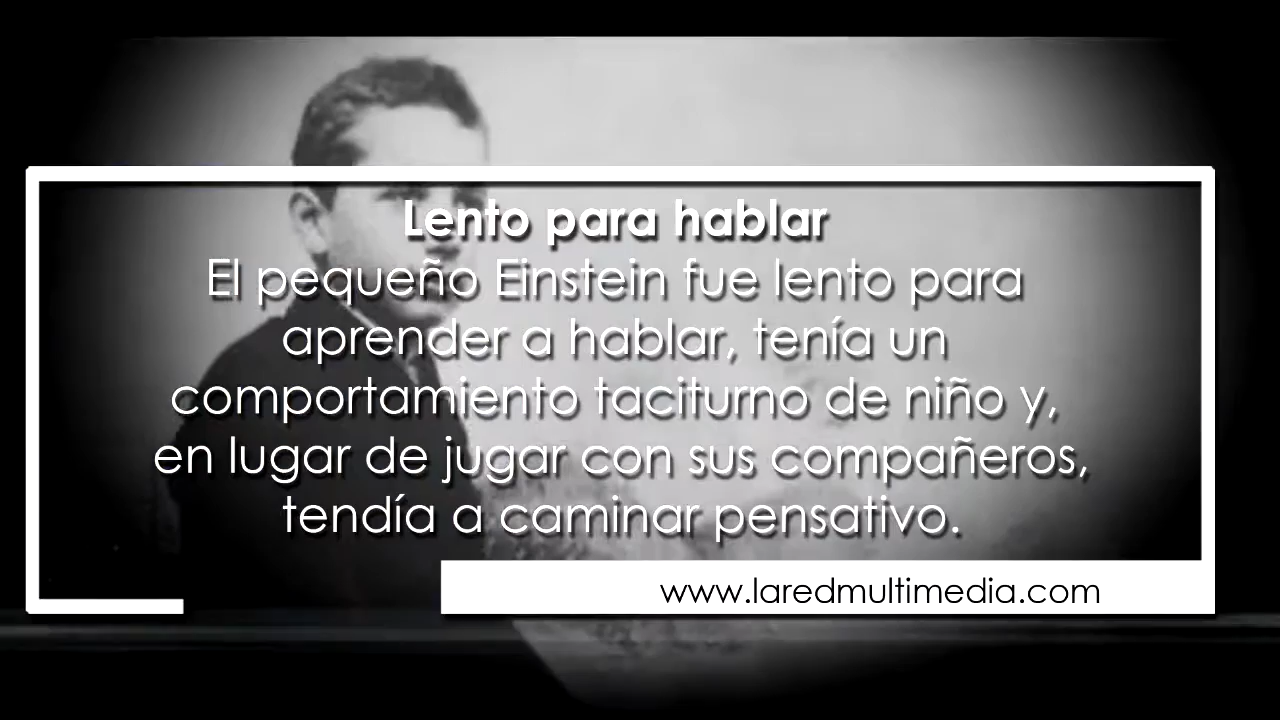 Lento para hablar
El pequeño Einstein fue lento para
aprender a hablar, tenía un
comportamiento taciturno de niño y,
en lugar de jugar con sus compañeros,
tendía a caminar pensativo.
www.laredmultimedia.com